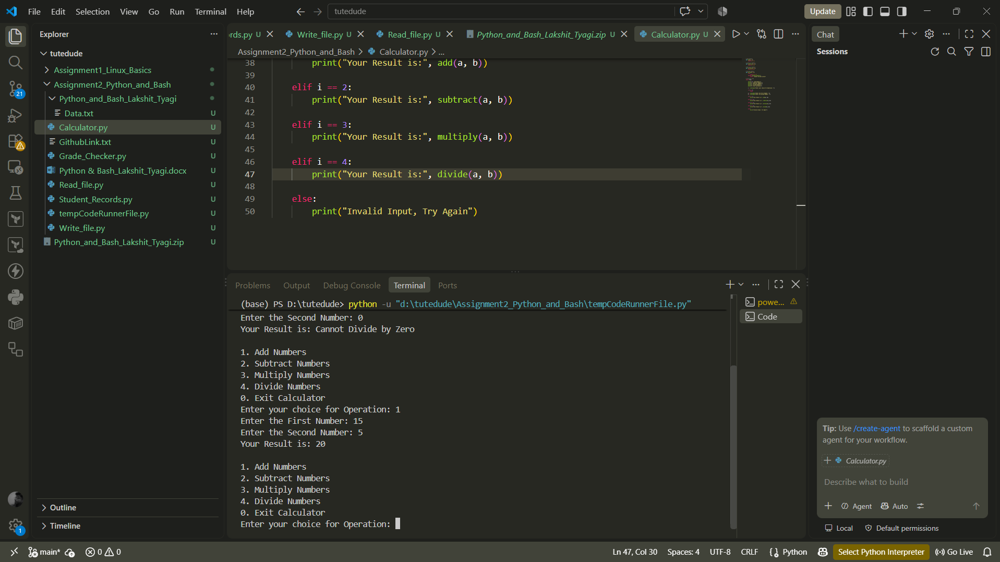 File Edit Selection View Go Run Terminal Help
tutedude
Update
Explorer
tutedude
Assignment1_Linux_Basics
Assignment2_Python_and_Bash
Python_and_Bash_Lakshit_Tyagi
Data.txt U
Calculator.py U
GithubLink.txt U
Grade_Checker.py U
Python & Bash_Lakshit_Tyagi.docx U
Read_file.py U
Student_Records.py U
tempCodeRunnerFile.py U
Write_file.py U
Python_and_Bash_Lakshit_Tyagi.zip U
21
Outline
Timeline
1
rds.py U Write_file.py U Read_file.py U Python_and_Bash_Lakshit_Tyagi.zip U Calculator.py U
Assignment2_Python_and_Bash > Calculator.py > ...
38 print("Your Result is:", add(a, b))
39
40 elif i == 2:
41 print("Your Result is:", subtract(a, b))
42
43 elif i == 3:
44 print("Your Result is:", multiply(a, b))
45
46 elif i == 4:
47 print("Your Result is:", divide(a, b))
48
49 else:
50 print("Invalid Input, Try Again")
Problems Output Debug Console Terminal Ports
(base) PS D:\tutedude> python -u "d:\tutedude\Assignment2_Python_and_Bash\tempCodeRunnerFile.py"
Enter the Second Number: 0
Your Result is: Cannot Divide by Zero
1. Add Numbers
2. Subtract Numbers
3. Multiply Numbers
4. Divide Numbers
0. Exit Calculator
Enter your choice for Operation: 1
Enter the First Number: 15
Enter the Second Number: 5
Your Result is: 20
1. Add Numbers
2. Subtract Numbers
3. Multiply Numbers
4. Divide Numbers
0. Exit Calculator
Enter your choice for Operation:
powe...
Code
Chat
Sessions
Tip: Use /create-agent to scaffold a custom
agent for your workflow.
Calculator.py
Describe what to build
Agent Auto
Local Default permissions
main* 0 0
Ln 47, Col 30 Spaces: 4 UTF-8 CRLF Python Select Python Interpreter Go Live